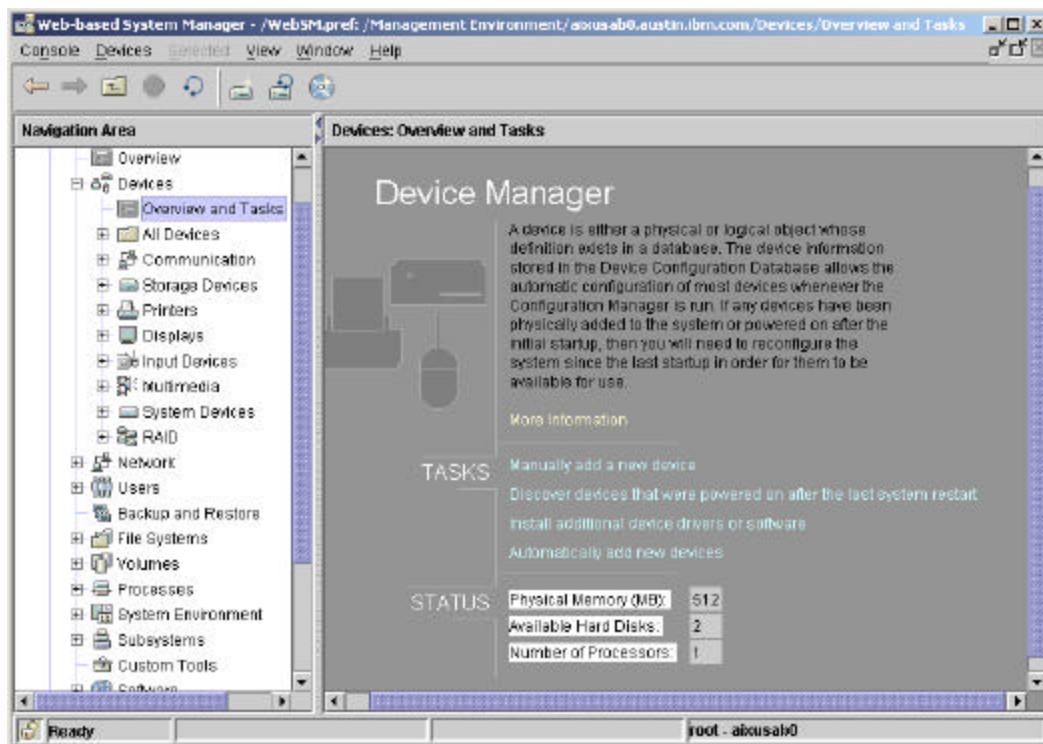 Web-based System Manager - /WebSM.pref: /Management Environment/aixusab0.austin.ibm.com/Devices/Overview and Tasks
Console Devices Selected View Window Help
Navigation Area
Devices: Overview and Tasks
Overview
Devices
Overview and Tasks
All Devices
Communication
Storage Devices
Printers
Displays
Input Devices
Multimedia
System Devices
RAID
Network
Users
Backup and Restore
File Systems
Volumes
Processes
System Environment
Subsystems
Custom Tools
Software
Device Manager
A device is either a physical or logical object whose
definition exists in a database. The device information
stored in the Device Configuration Database allows the
automatic configuration of most devices whenever the
Configuration Manager is run. If any devices have been
physically added to the system or powered on after the
initial startup, then you will need to reconfigure the
system since the last startup in order for them to be
available for use.
More Information
TASKS
Manually add a new device
Discover devices that were powered on after the last system restart
Install additional device drivers or software
Automatically add new devices
STATUS
Physical Memory (MB): 512
Available Hard Disks: 2
Number of Processors: 1
Ready
root - aixusab0